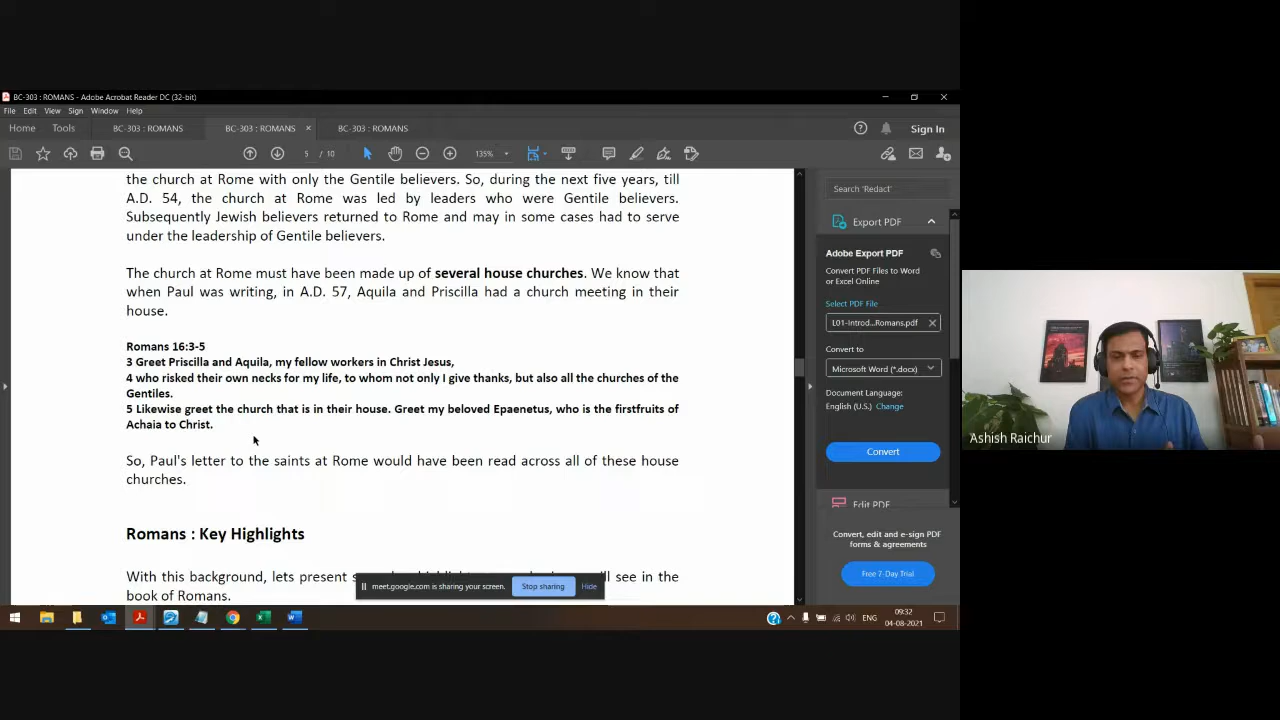 BC-303 : ROMANS - Adobe Acrobat Reader DC (32-bit)
File Edit View Sign Window Help
Home Tools BC-303 : ROMANS BC-303 : ROMANS × BC-303 : ROMANS Sign In
5 / 10 135%
the church at Rome with only the Gentile believers. So, during the next five years, till
A.D. 54, the church at Rome was led by leaders who were Gentile believers.
Subsequently Jewish believers returned to Rome and may in some cases had to serve
under the leadership of Gentile believers.
The church at Rome must have been made up of several house churches. We know that
when Paul was writing, in A.D. 57, Aquila and Priscilla had a church meeting in their
house.
Romans 16:3-5
3 Greet Priscilla and Aquila, my fellow workers in Christ Jesus,
4 who risked their own necks for my life, to whom not only I give thanks, but also all the churches of the
Gentiles.
5 Likewise greet the church that is in their house. Greet my beloved Epaenetus, who is the firstfruits of
Achaia to Christ.
So, Paul's letter to the saints at Rome would have been read across all of these house
churches.
Romans : Key Highlights
With this background, lets present
see in the
book of Romans.
meet.google.com is sharing your screen. Stop sharing Hide
Search 'Redact'
Export PDF
Adobe Export PDF
Convert PDF Files to Word
or Excel Online
Select PDF File
L01-Introd...Romans.pdf
Convert to
Microsoft Word (*.docx)
Document Language:
English (U.S.) Change
Convert
Edit PDF
Convert, edit and e-sign PDF
forms & agreements
Free 7-Day Trial
ENG
09:32
04-08-2021
Ashish Raichur